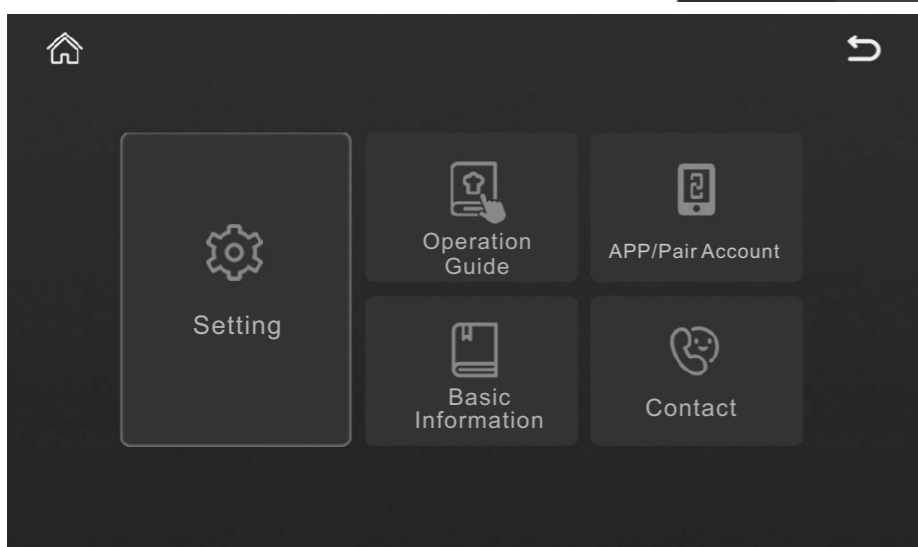 Setting
Operation
Guide
APP/Pair Account
Basic
Information
Contact